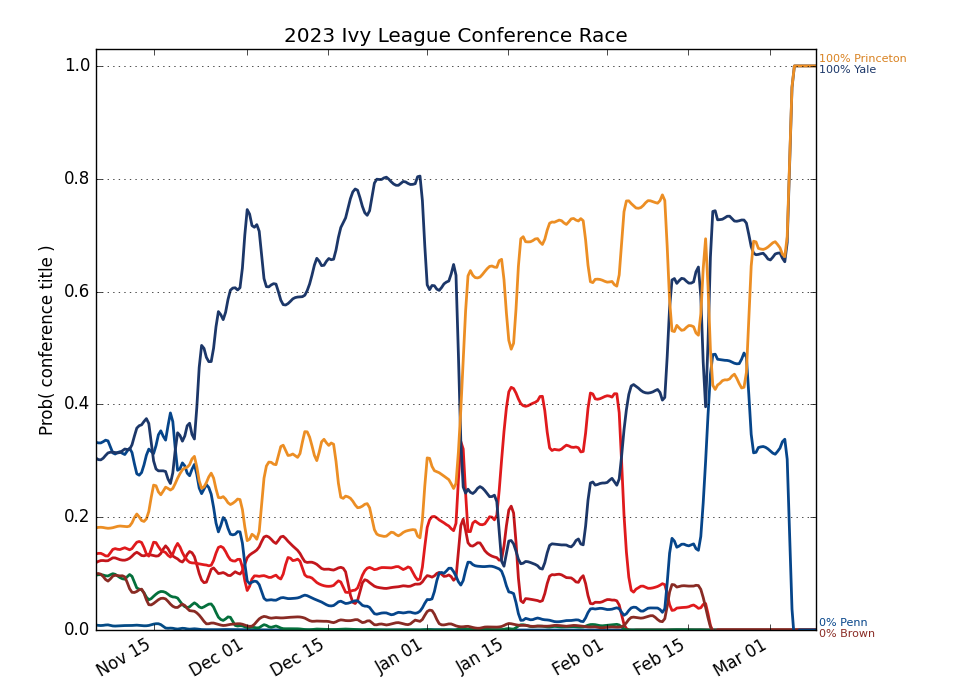 2023 Ivy League Conference Race
Prob( conference title )
1.0
0.8
0.6
0.4
0.2
0.0
Nov 15
Dec 01
Dec 15
Jan 01
Jan 15
Feb 01
Feb 15
Mar 01
100% Princeton
100% Yale
0% Penn
0% Brown